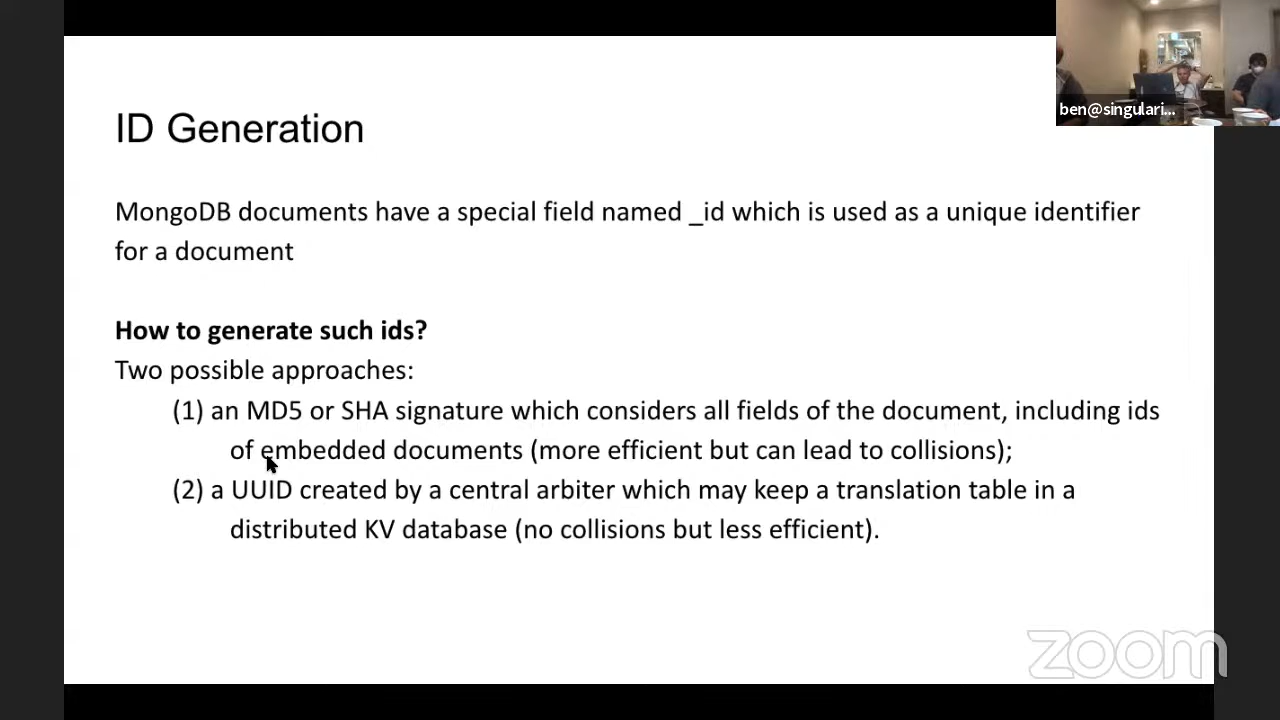 ben@singulari...
ID Generation
MongoDB documents have a special field named _id which is used as a unique identifier
for a document
How to generate such ids?
Two possible approaches:
(1) an MD5 or SHA signature which considers all fields of the document, including ids
of embedded documents (more efficient but can lead to collisions);
(2) a UUID created by a central arbiter which may keep a translation table in a
distributed KV database (no collisions but less efficient).
zoom